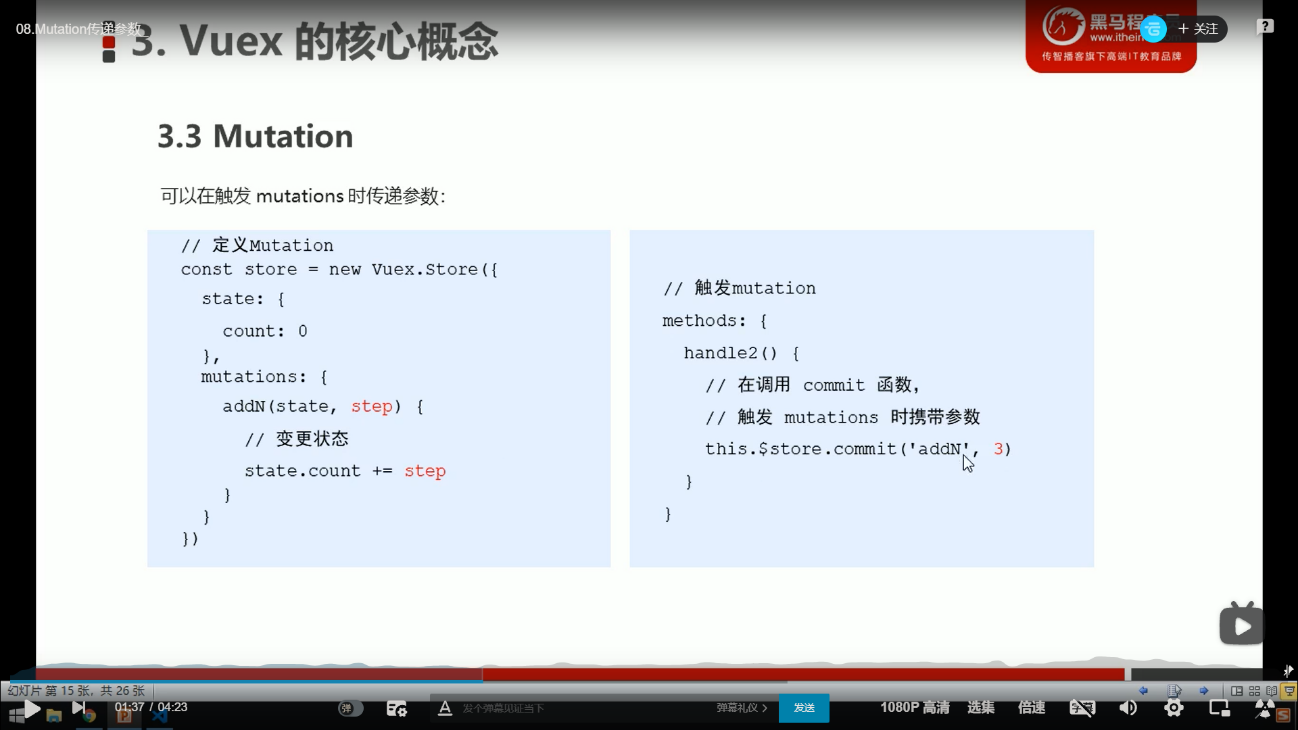 08.Mutation传递参数
3. Vuex 的核心概念
黑马程
www.itheim
传智播客旗下高端IT教育品牌
+ 关注
?
3.3 Mutation
可以在触发 mutations 时传递参数：
// 定义Mutation
const store = new Vuex.Store({
state: {
count: 0
},
mutations: {
addN(state, step) {
// 变更状态
state.count += step
}
}
})
// 触发mutation
methods: {
handle2() {
// 在调用 commit 函数，
// 触发 mutations 时携带参数
this.$store.commit('addN', 3)
}
}
幻灯片 第 15 张，共 26 张
01:37 / 04:23
弹
A
发个弹幕见证当下
弹幕礼仪 >
发送
1080P 高清
选集
倍速